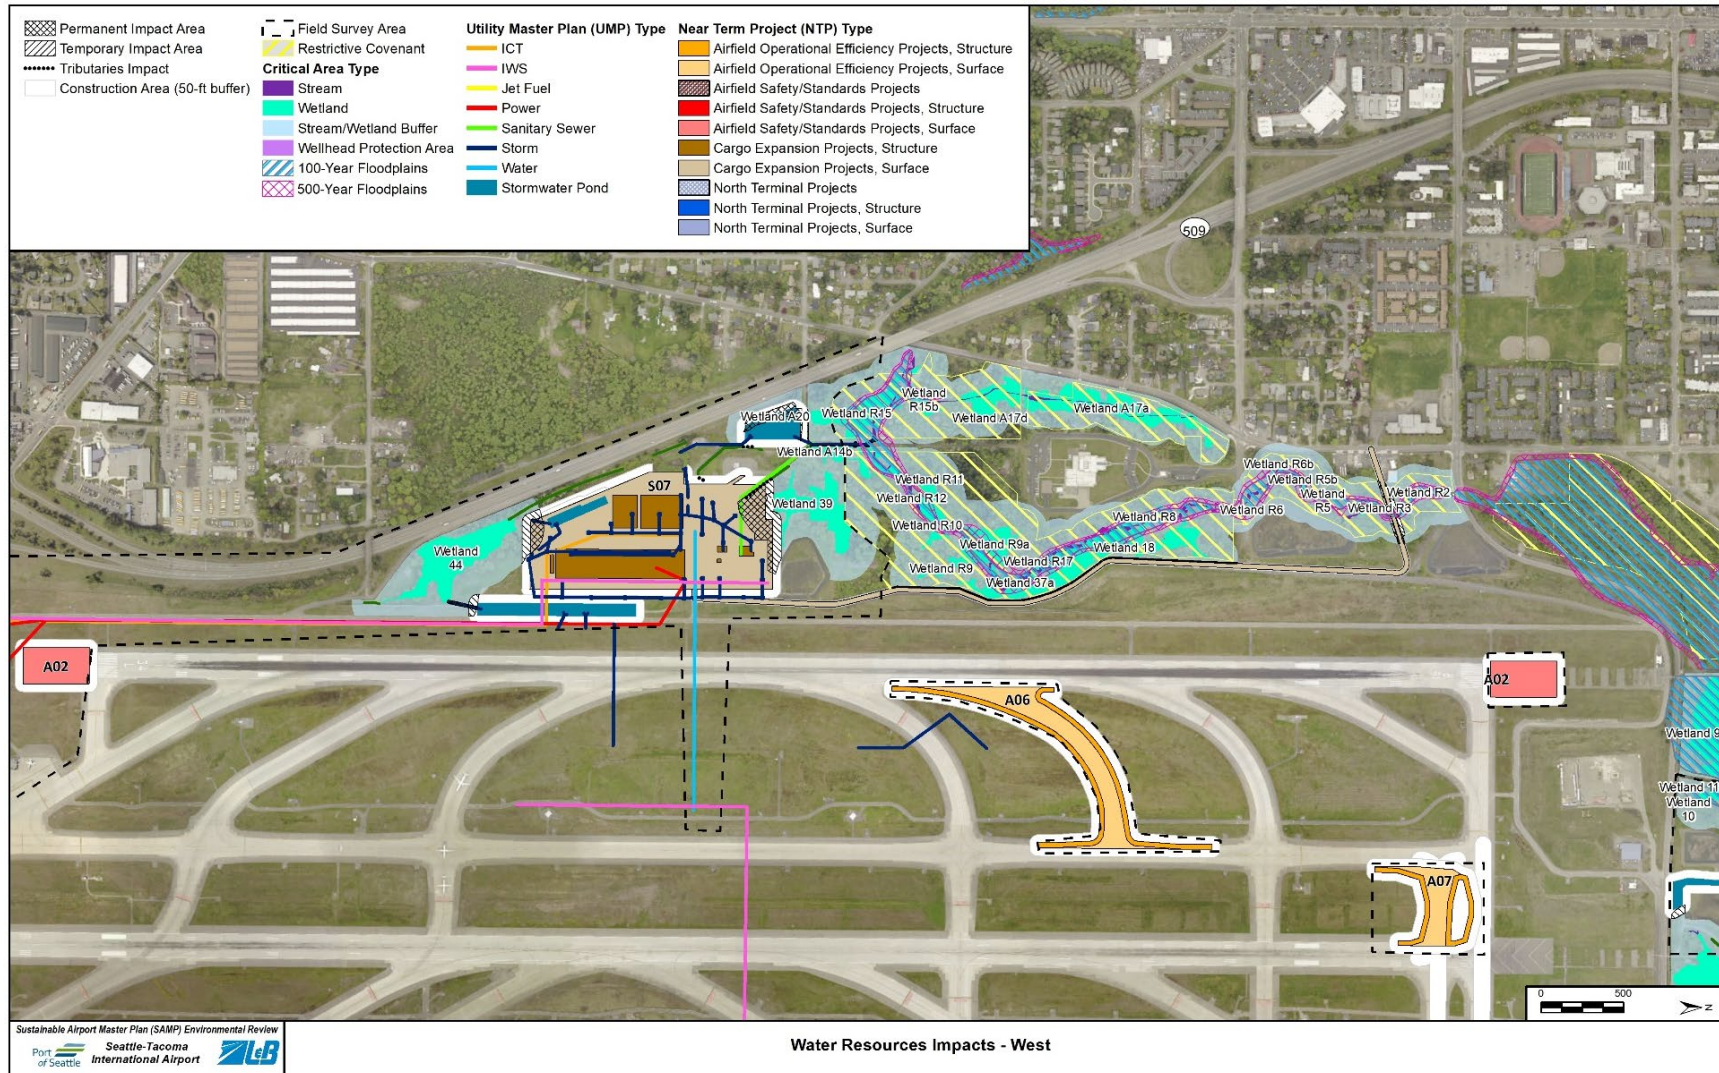 Permanent Impact Area
Temporary Impact Area
Tributaries Impact
Construction Area (50-ft buffer)
Field Survey Area
Restrictive Covenant
Critical Area Type
Stream
Wetland
Stream/Wetland Buffer
Wellhead Protection Area
100-Year Floodplains
500-Year Floodplains
Utility Master Plan (UMP) Type
ICT
IWS
Jet Fuel
Power
Sanitary Sewer
Storm
Water
Stormwater Pond
Near Term Project (NTP) Type
Airfield Operational Efficiency Projects, Structure
Airfield Operational Efficiency Projects, Surface
Airfield Safety/Standards Projects
Airfield Safety/Standards Projects, Structure
Airfield Safety/Standards Projects, Surface
Cargo Expansion Projects, Structure
Cargo Expansion Projects, Surface
North Terminal Projects
North Terminal Projects, Structure
North Terminal Projects, Surface
509
Wetland
R15b
Wetland A20
Wetland R15
Wetland A17d
Wetland A17a
Wetland A14b
S07
Wetland R11
Wetland R12
Wetland 39
Wetland R10
Wetland R6b
Wetland R5b
Wetland
R5
Wetland R2
Wetland R3
Wetland R6
Wetland R8
Wetland 18
Wetland
44
Wetland R9a
Wetland R9
Wetland R17
Wetland 37a
A02
A06
A02
Wetland 9
Wetland 11
Wetland
10
A07
0
500
N
Sustainable Airport Master Plan (SAMP) Environmental Review
Port
of Seattle
Seattle-Tacoma
International Airport
L&B
Water Resources Impacts - West